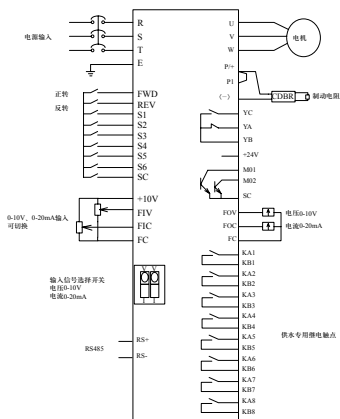 电源输入
R
S
T
E
正转
反转
FWD
REV
S1
S2
S3
S4
S5
S6
SC
+10V
FIV
FIC
FC
0-10V、0-20mA输入
可切换
输入信号选择开关
电压0-10V
电流0-20mA
V V
I I
RS485
RS+
RS-
U
V
W
电机
P/+
P1
(−)
CDBR
制动电阻
YC
YA
YB
+24V
M01
M02
SC
FOV
FOC
FC
电压0-10V
电流0-20mA
KA1
KB1
KA2
KB2
KA3
KB3
KA4
KB4
KA5
KB5
KA6
KB6
KA7
KB7
KA8
KB8
供水专用继电触点